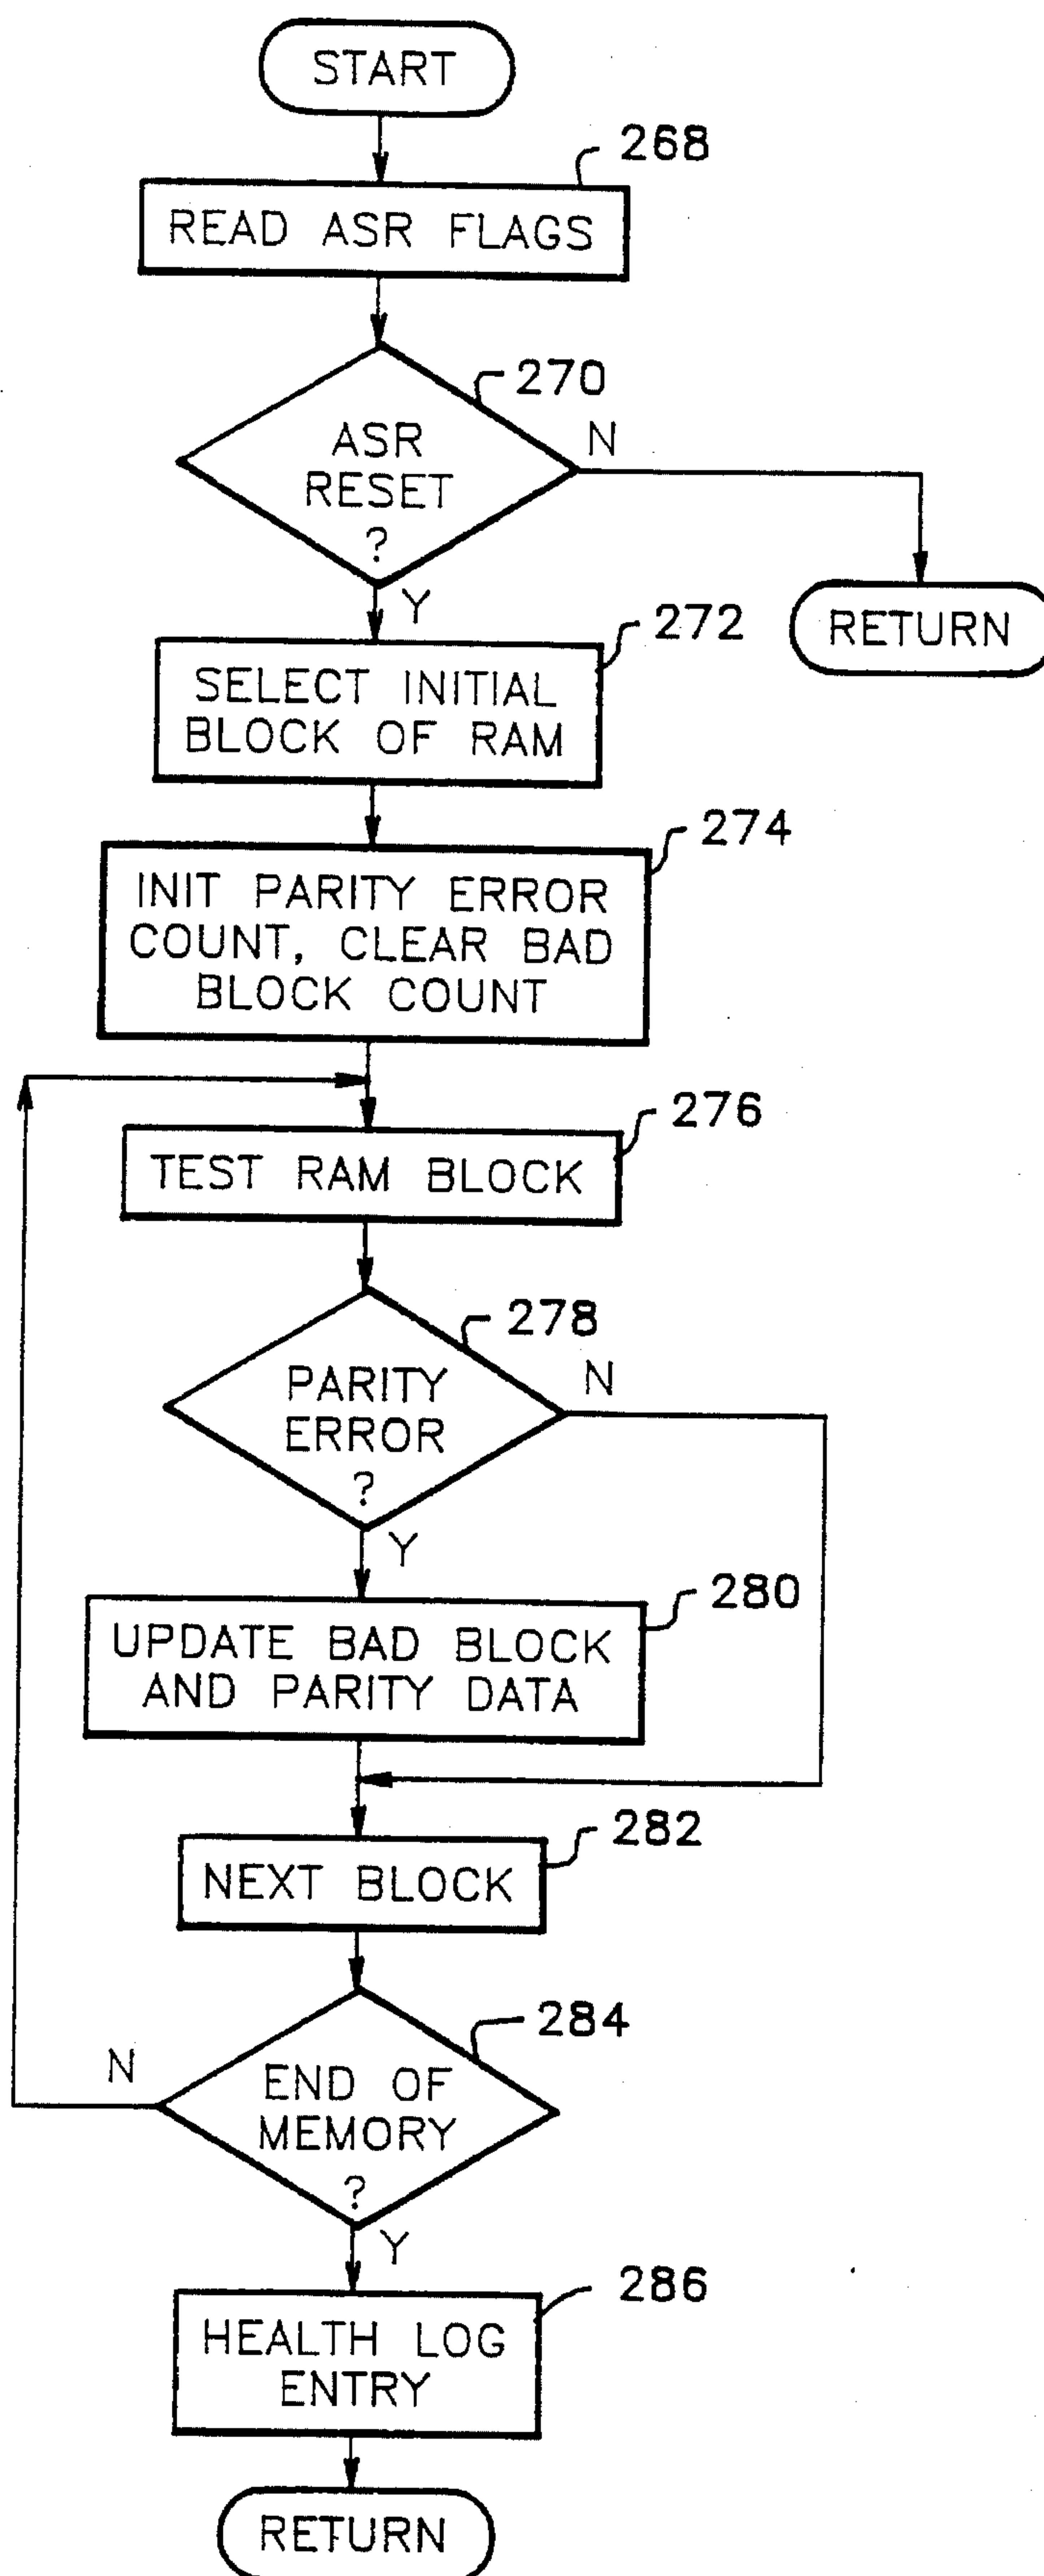 START
268
READ ASR FLAGS
270
ASR
RESET
?
N
Y
RETURN
272
SELECT INITIAL
BLOCK OF RAM
274
INIT PARITY ERROR
COUNT, CLEAR BAD
BLOCK COUNT
276
TEST RAM BLOCK
278
PARITY
ERROR
?
N
Y
280
UPDATE BAD BLOCK
AND PARITY DATA
282
NEXT BLOCK
284
N
END OF
MEMORY
?
Y
286
HEALTH LOG
ENTRY
RETURN